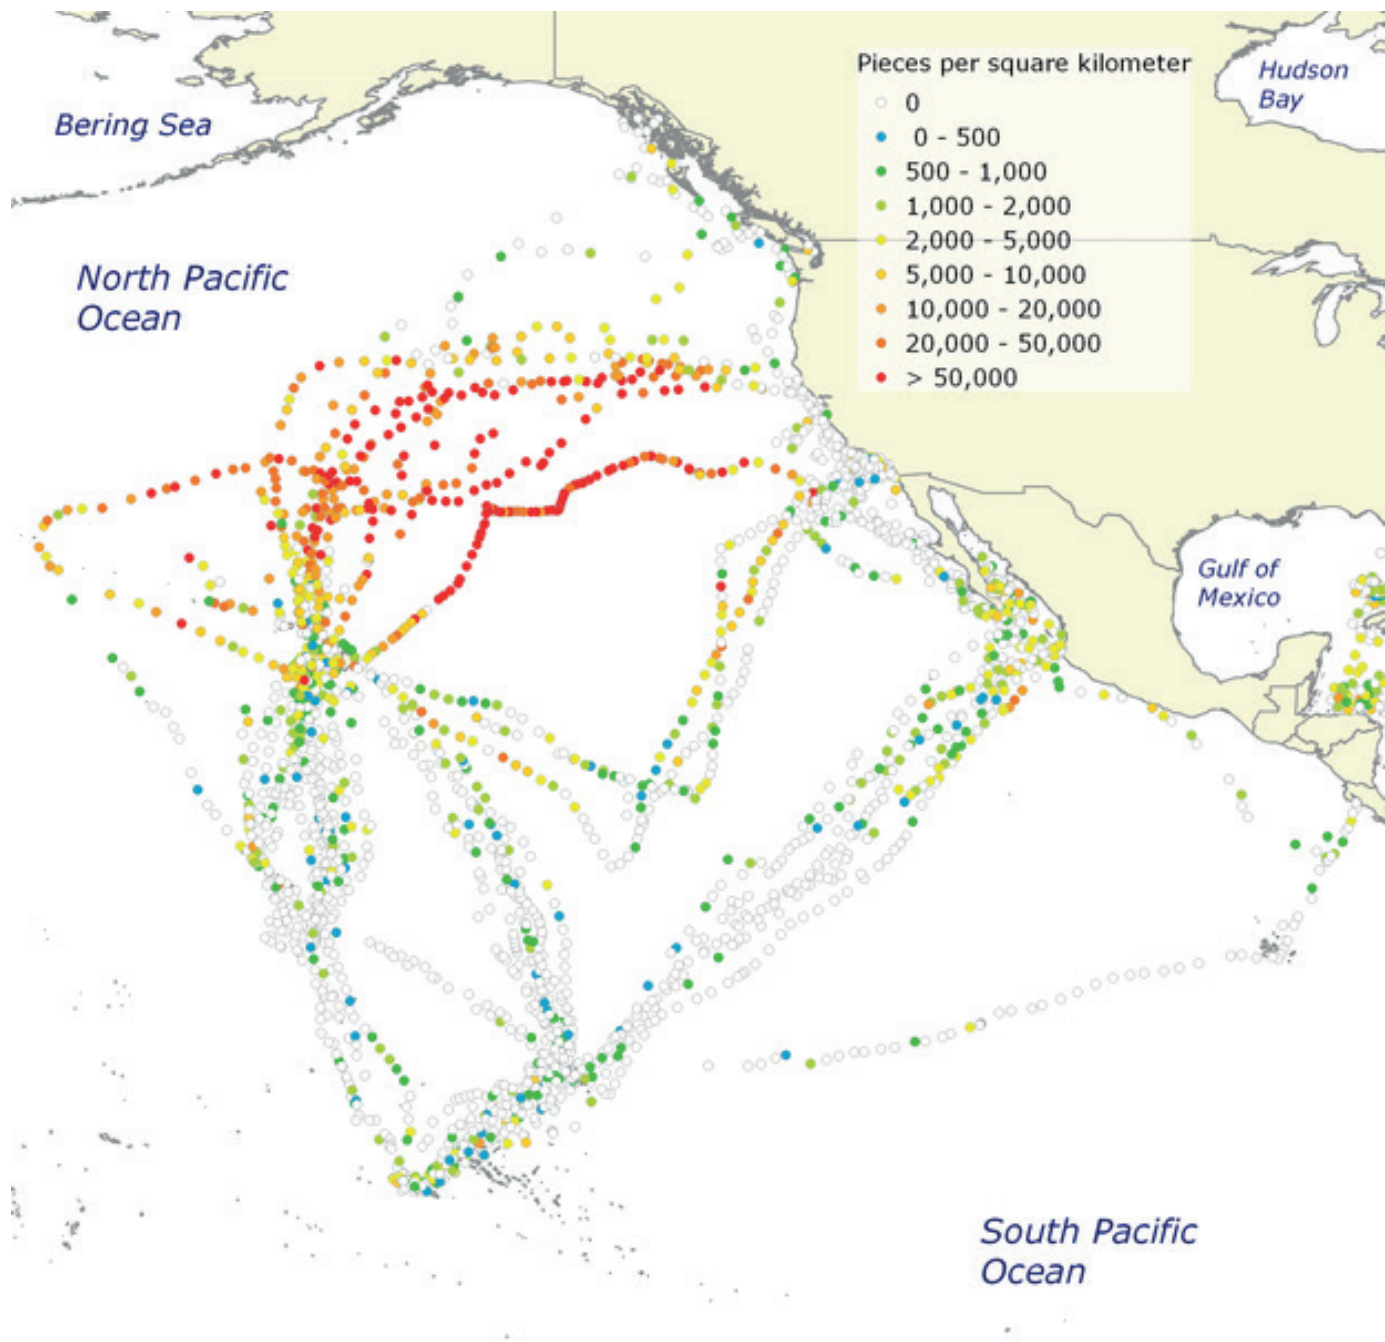 Pieces per square kilometer
0
0 - 500
500 - 1,000
1,000 - 2,000
2,000 - 5,000
5,000 - 10,000
10,000 - 20,000
20,000 - 50,000
> 50,000
Hudson
Bay
Bering Sea
North Pacific
Ocean
Gulf of
Mexico
South Pacific
Ocean